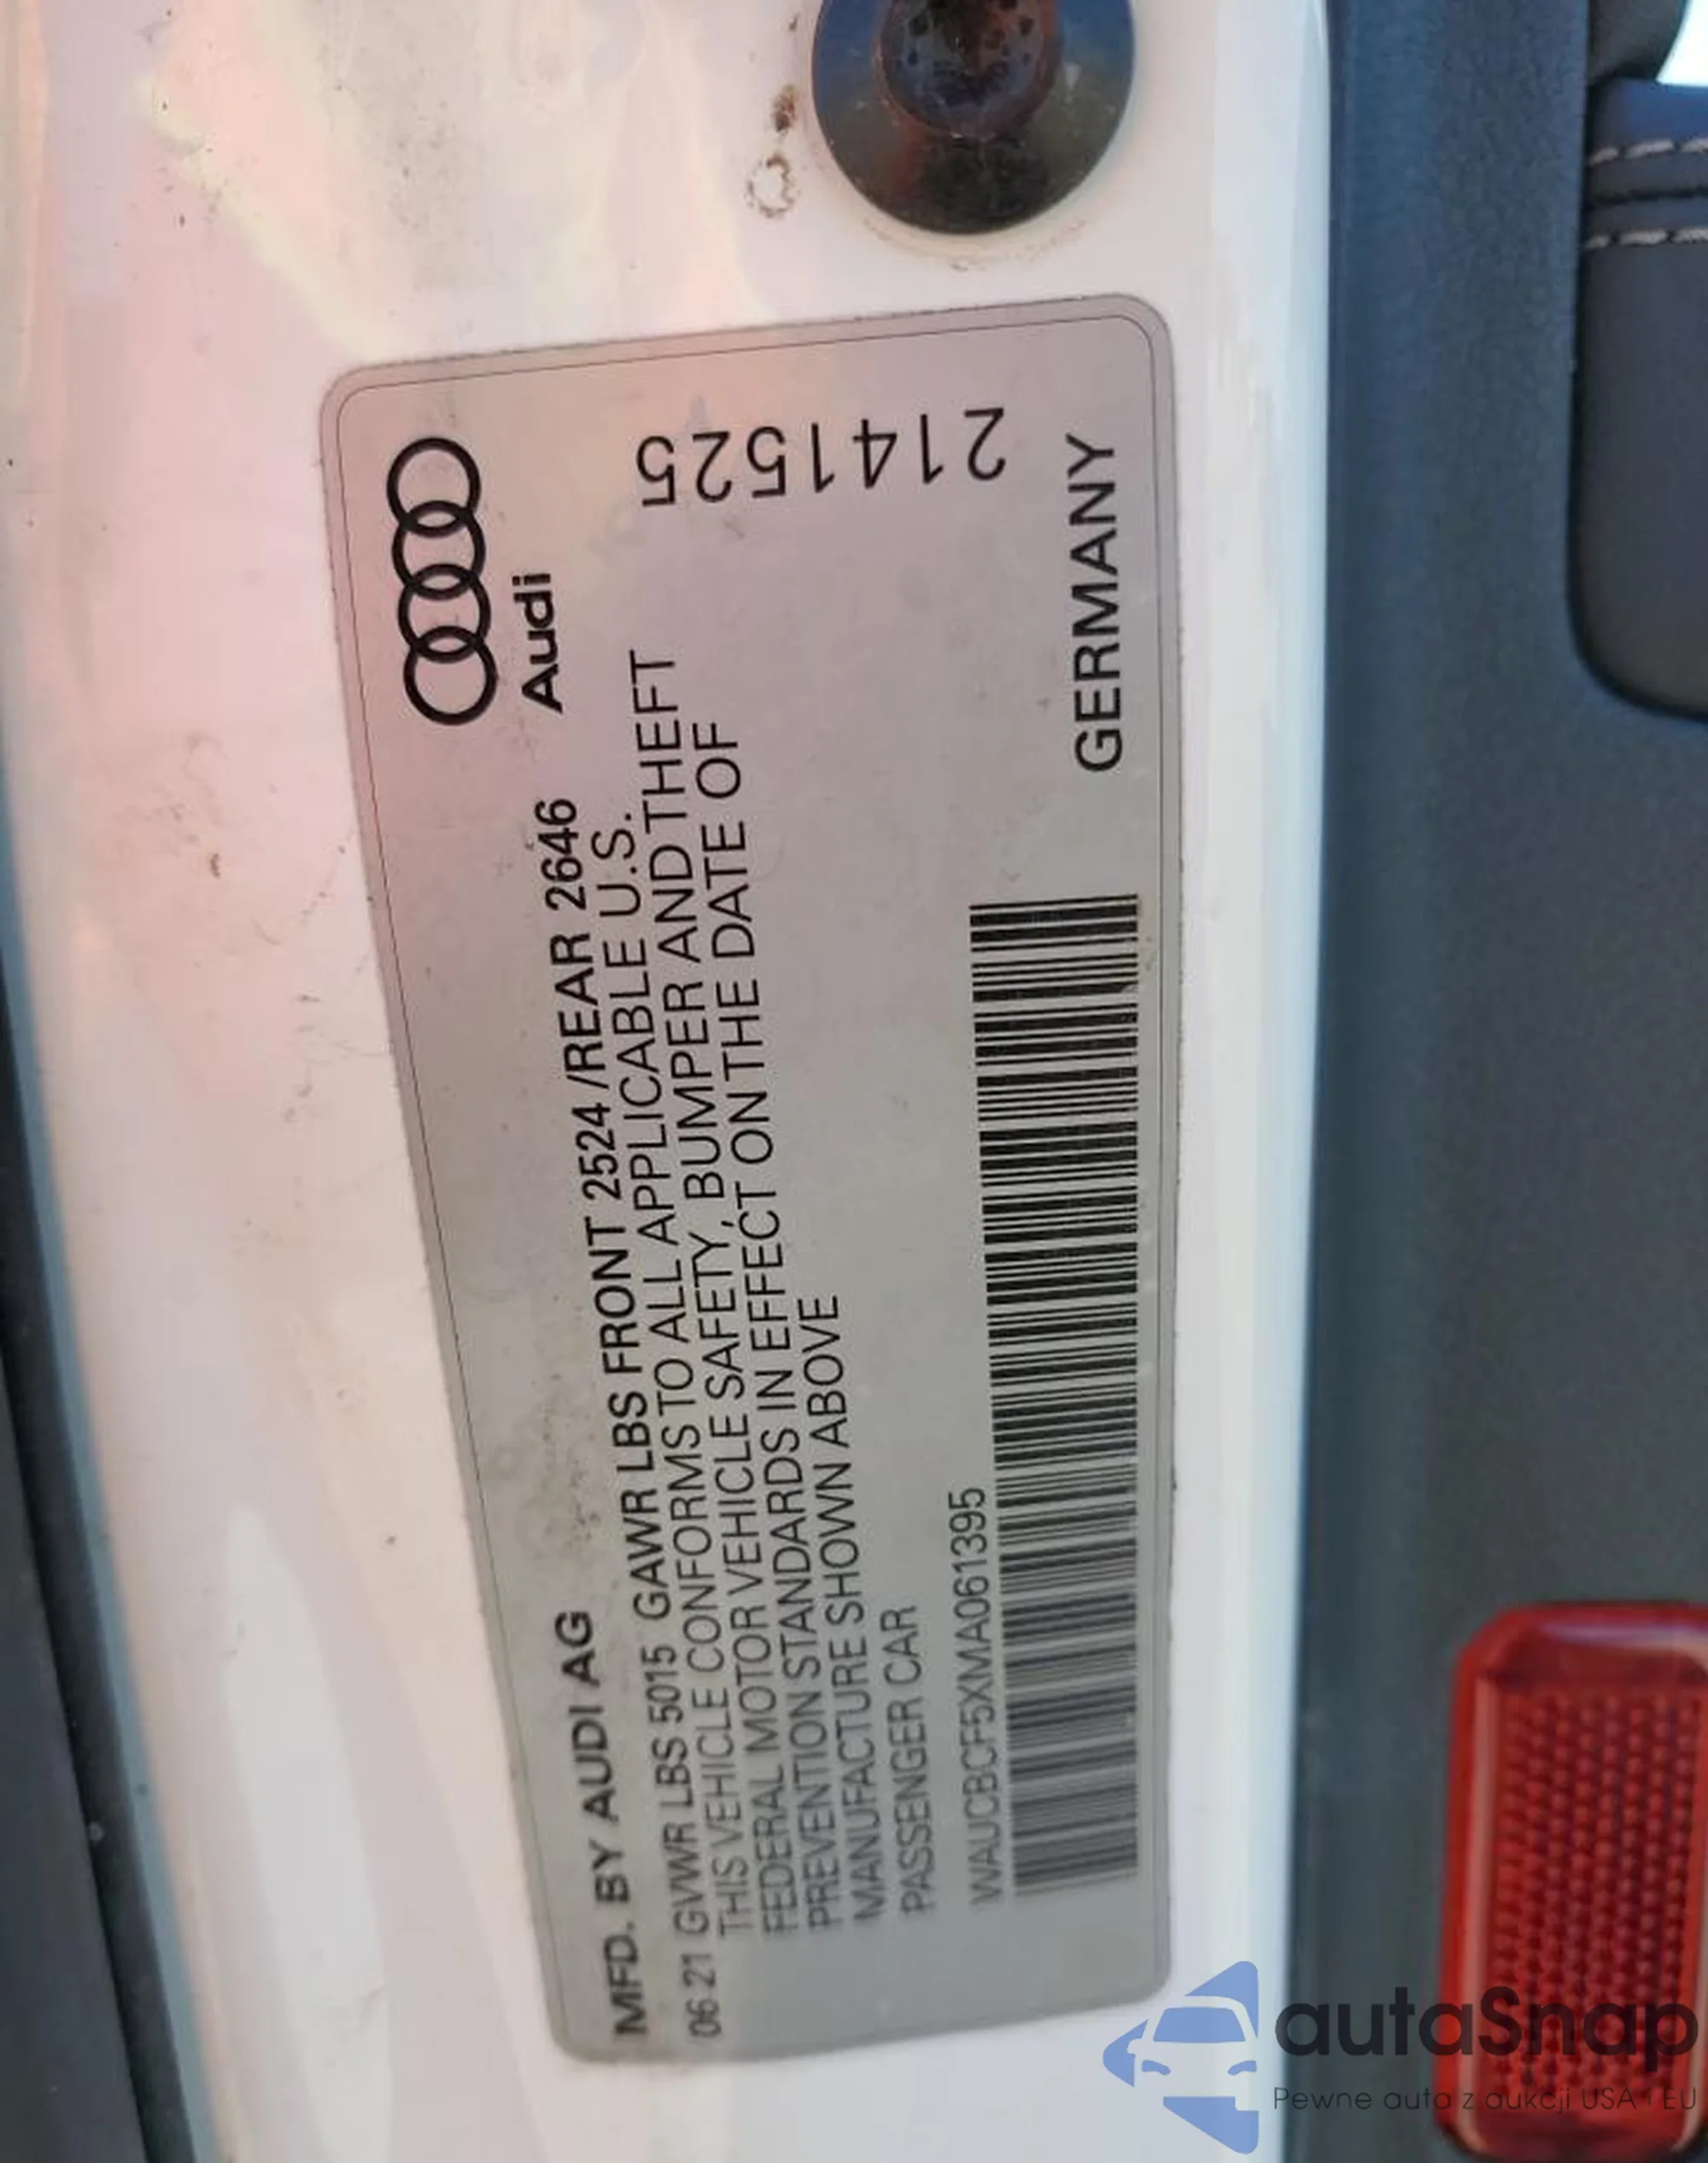 Audi
MFD. BY AUDI AG
06 21 GVWR LBS 5015 GAWR LBS FRONT 2524 /REAR 2646
THIS VEHICLE CONFORMS TO ALL APPLICABLE U.S.
FEDERAL MOTOR VEHICLE SAFETY, BUMPER AND THEFT
PREVENTION STANDARDS IN EFFECT ON THE DATE OF
MANUFACTURE SHOWN ABOVE
PASSENGER CAR
2141525
WAUCBCF5XMA061395
GERMANY
autaSnap
Pewne auta z aukcji USA i EU